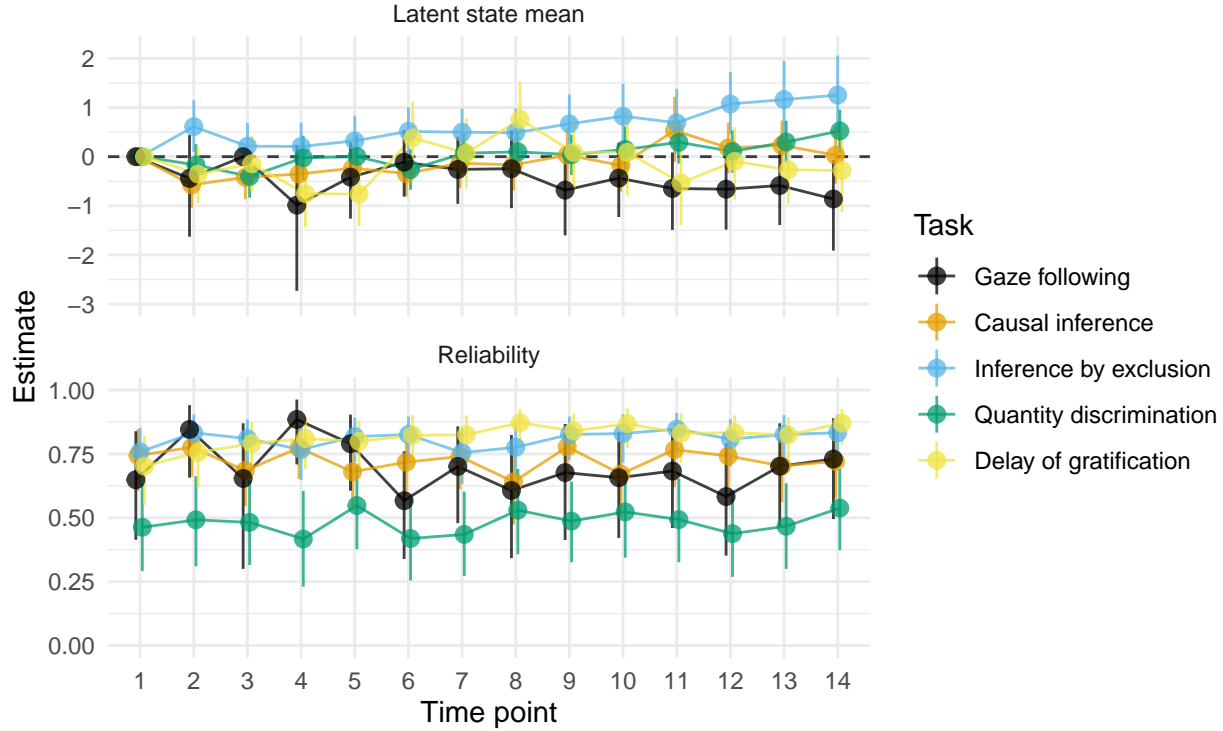 Latent state mean
2
1
0
−1
−2
−3
Estimate
Reliability
1.00
0.75
0.50
0.25
0.00
1 2 3 4 5 6 7 8 9 10 11 12 13 14
Time point
Task
Gaze following
Causal inference
Inference by exclusion
Quantity discrimination
Delay of gratification